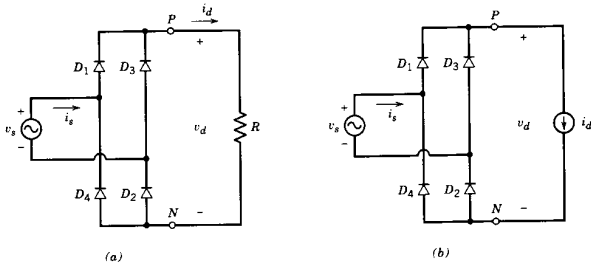 P
i_d
+
D_1
D_3
+
v_s
−
i_s
v_d
R
D_4
D_2
N
−
(a)
P
+
D_1
D_3
+
v_s
−
i_s
v_d
i_d
D_4
D_2
N
−
(b)